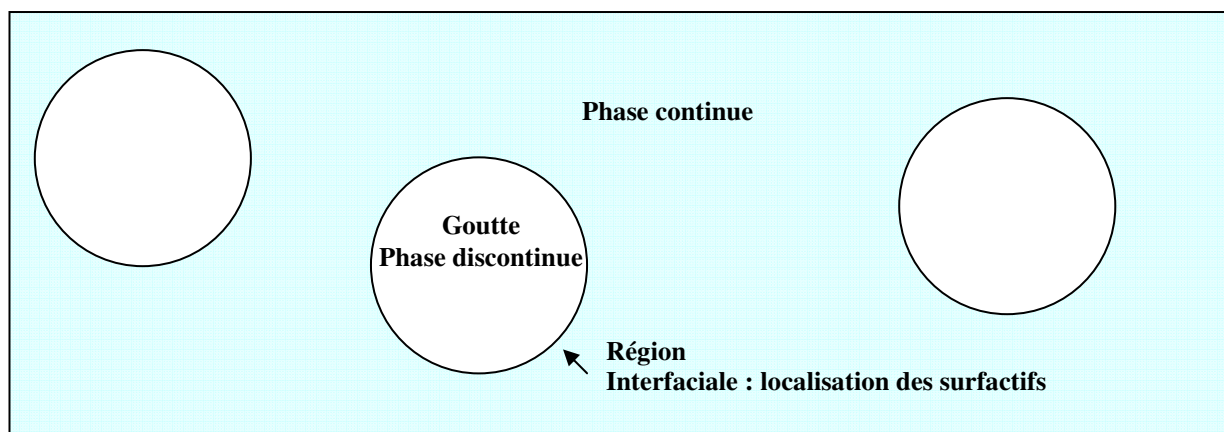 Phase continue
Goutte
Phase discontinue
Région
Interfaciale : localisation des surfactifs